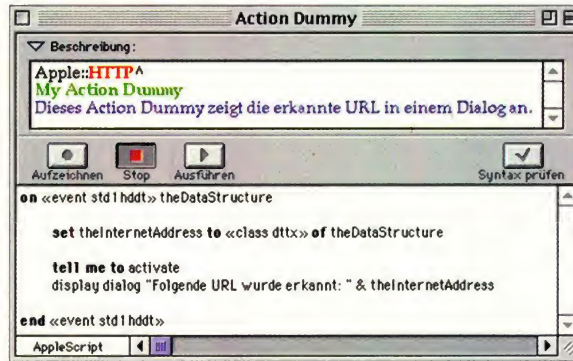 Action Dummy
Beschreibung:
Apple::HTTP^
My Action Dummy
Dieses Action Dummy zeigt die erkannte URL in einem Dialog an.
Aufzeichnen Stop Ausführen Syntax prüfen
on «event std1hddt» theDataStructure
set theInternetAddress to «class dttx» of theDataStructure
tell me to activate
display dialog "Folgende URL wurde erkannt: " & theInternetAddress
end «event std1hddt»
AppleScript